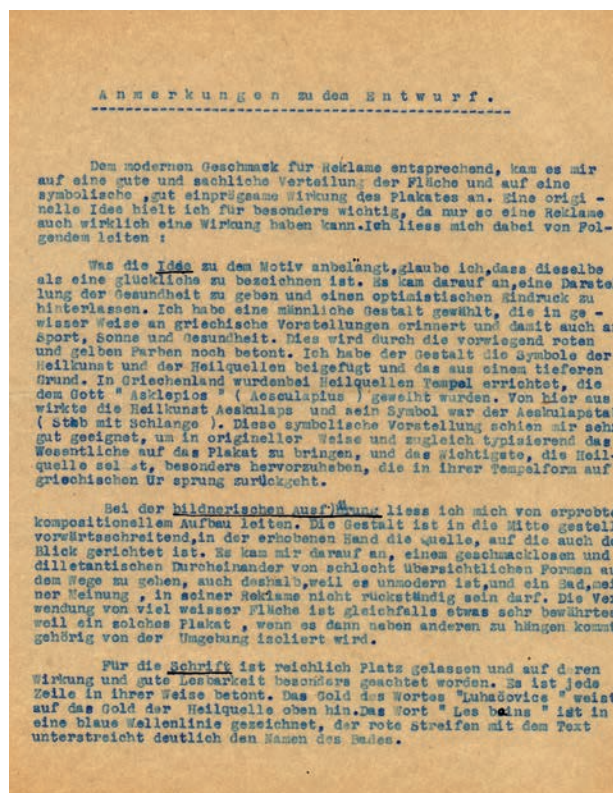 Anmerkungen zu dem Entwurf.
Dem modernen Geschmack für Reklame entsprechend, kam es mir
auf eine gute und sachliche Verteilung der Fläche und auf eine
symbolische ,gut einprägsame Wirkung des Plakates an. Eine origi -
nelle Idee hielt ich für besonders wichtig, da nur so eine Reklame
auch wirklich eine Wirkung haben kann.Ich liess mich dabei von Fol-
gendem leiten :
Was die Idee zu dem Motiv anbelangt,glaube ich,dass dieselbe
als eine glückliche zu bezeichnen ist. Es kam darauf an,eine Darstel
lung der Gesundheit zu geben und einen optimistischen Eindruck zu
hinterlassen. Ich habe eine männliche Gestalt gewählt, die in ge -
wisser Weise an griechische Vorstellungen erinnert und damit auch an
Sport, Sonne und Gesundheit. Dies wird durch die vorwiegend roten
und gelben Farben noch betont. Ich habe der Gestalt die Symbole der
Heilkunst und der Heilquellen beigefügt und das aus einem tieferen
Grund. In Griechenland wurdenbei Heilquellen Tempel errichtet, die
dem Gott " Asklepios " ( Aesculapius ) geweiht wurden. Von hier aus
wirkte die Heilkunst Aeskulaps und sein Symbol war der Aeskulapsta
( Stab mit Schlange ). Diese symbolische Vorstellung schien mir seh
gut geeignet, um in origineller Weise und zugleich typisierend das
Wesentliche auf das Plakat zu bringen, und das Wichtigste, die Heil-
quelle sel st, besonders hervorzuheben, die in ihrer Tempelform auf
griechischen Ur sprung zurückgeht.
Bei der bildnerischen Ausführung liess ich mich von erprobte
kompositionellem Aufbau leiten. Die Gestalt ist in die Mitte gestell
vorwärtsschreitend,in der erhobenen Hand die Quelle, auf die auch de
Blick gerichtet ist. Es kam mir darauf an, einem geschmacklosen und
dilletantischen Durcheinander von schlecht übersichtlichen Formen au
dem Wege zu gehen, auch deshalb,weil es unmodern ist,und ein Bad,mei
ner Meinung , in seiner Reklame nicht rückständig sein darf. Die Ver
wendung von viel weisser Fläche ist gleichfalls etwas sehr bewährtes
weil ein solches Plakat , wenn es dann neben anderen zu hängen kommt
gehörig von der Umgebung isoliert wird.
Für die Schrift ist reichlich Platz gelassen und auf deren
Wirkung und gute Lesbarkeit besonders geachtet worden. Es ist jede
Zeile in ihrer Weise betont. Das Gold des Wortes "Luhačovice " weist
auf das Gold der Heilquelle oben hin.Das Wort " Les bains " ist in
eine blaue Wellenlinie gezeichnet, der rote Streifen mit dem Text
unterstreicht deutlich den Namen des Bades.